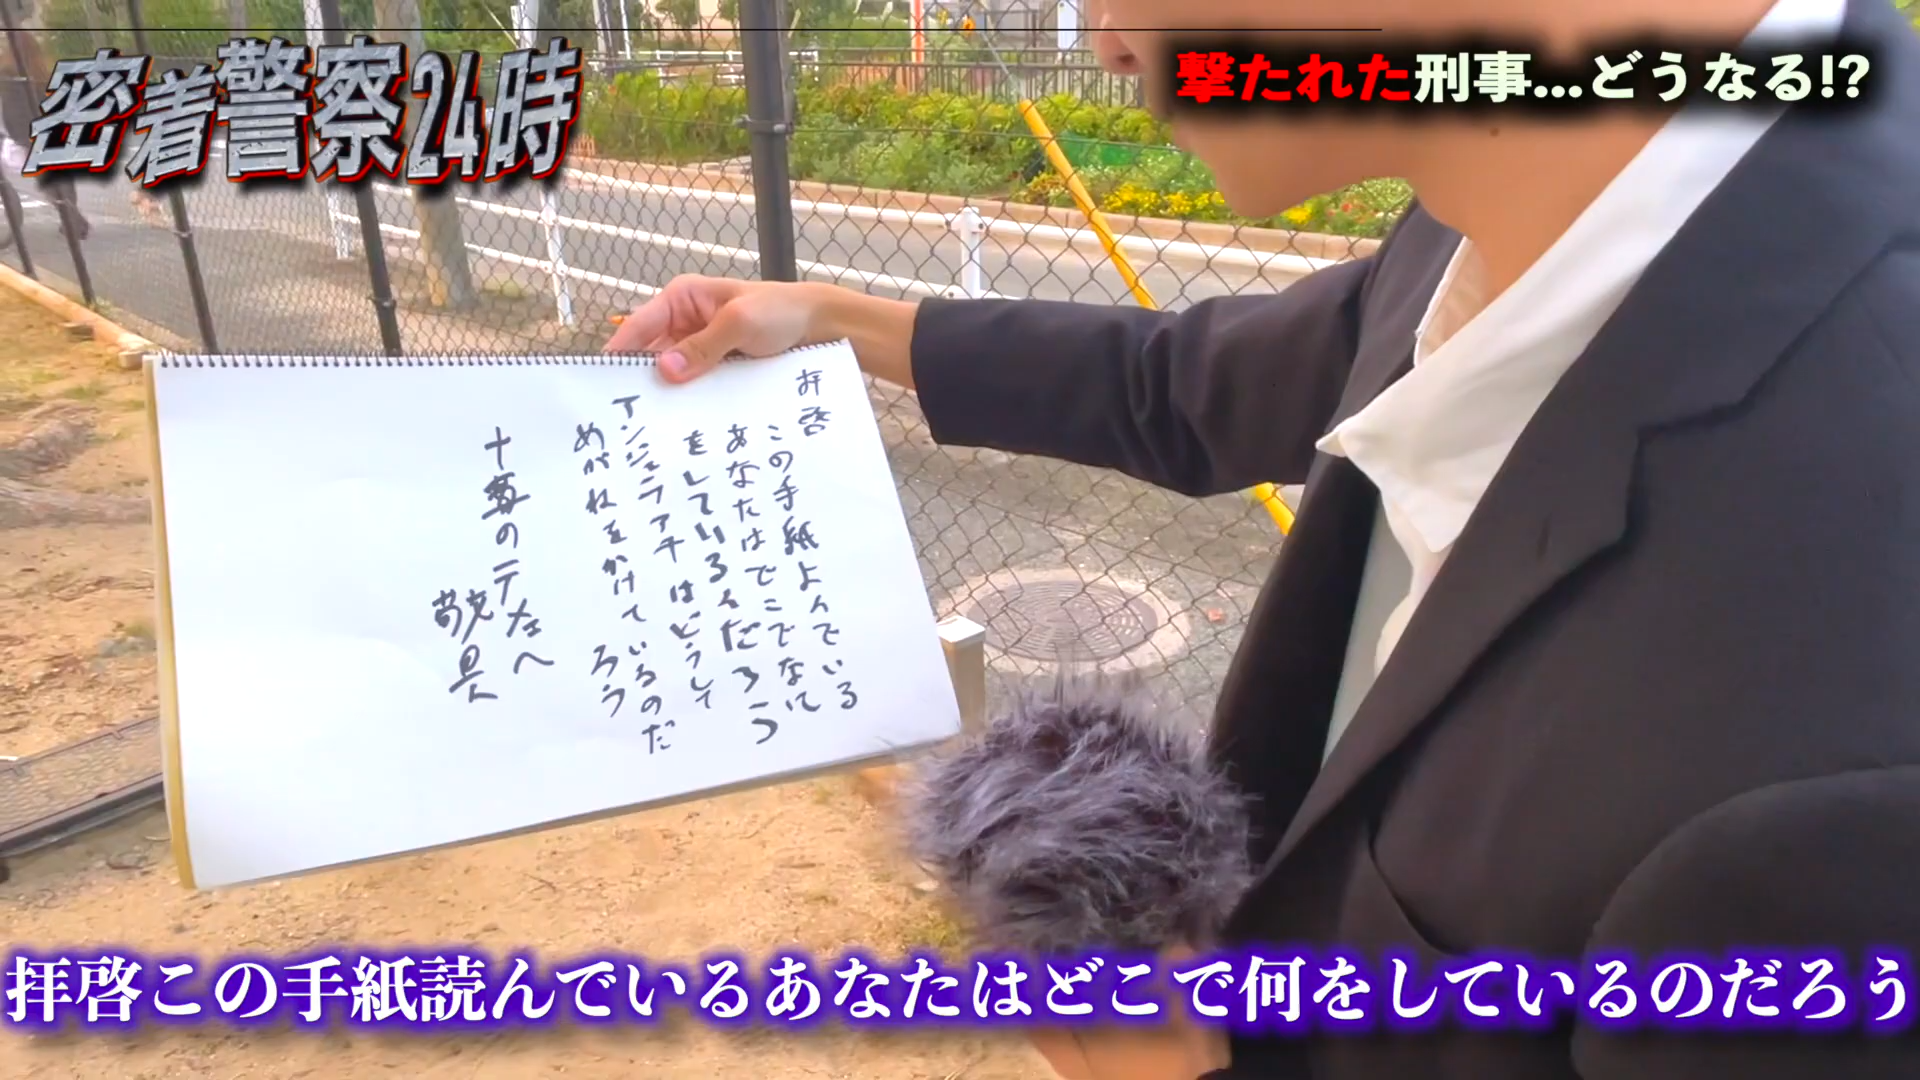 密着警察24時
撃たれた刑事...どうなる!?
拝啓
この手紙よんでいる
あなたはでこでなに
をしているんだろう
アンジェラアキはどうして
めがねをかけているのだ
ろう
敬具
拝啓この手紙読んでいるあなたはどこで何をしているのだろう